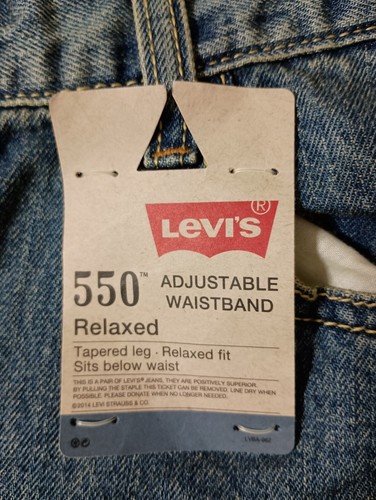 LEVI'S®
550™
ADJUSTABLE
WAISTBAND
Relaxed
Tapered leg · Relaxed fit
Sits below waist
THIS IS A PAIR OF LEVI'S® JEANS, THEY ARE POSITIVELY SUPERIOR.
BY PULLING THE STAPLE THIS TICKET CAN BE REMOVED. LINE DRY WHEN
POSSIBLE. PLEASE DONATE WHEN NO LONGER NEEDED.
©2014 LEVI STRAUSS & CO.